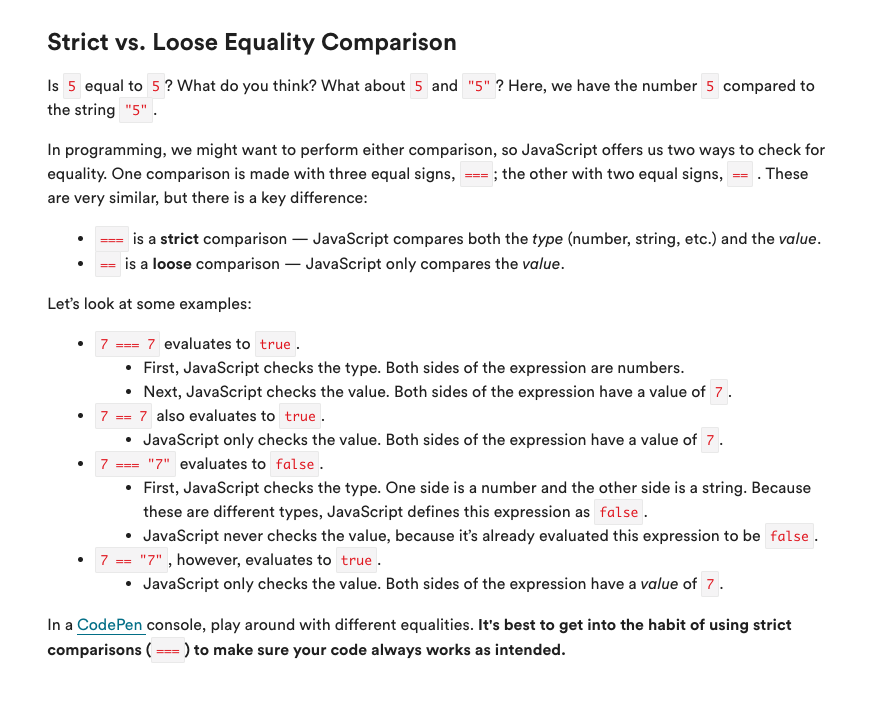 Strict vs. Loose Equality Comparison
Is 5 equal to 5? What do you think? What about 5 and "5"? Here, we have the number 5 compared to
the string "5".
In programming, we might want to perform either comparison, so JavaScript offers us two ways to check for
equality. One comparison is made with three equal signs, ===; the other with two equal signs, == . These
are very similar, but there is a key difference:
• === is a strict comparison — JavaScript compares both the type (number, string, etc.) and the value.
• == is a loose comparison — JavaScript only compares the value.
Let’s look at some examples:
• 7 === 7 evaluates to true.
• First, JavaScript checks the type. Both sides of the expression are numbers.
• Next, JavaScript checks the value. Both sides of the expression have a value of 7.
• 7 == 7 also evaluates to true.
• JavaScript only checks the value. Both sides of the expression have a value of 7.
• 7 === "7" evaluates to false.
• First, JavaScript checks the type. One side is a number and the other side is a string. Because
these are different types, JavaScript defines this expression as false.
• JavaScript never checks the value, because it’s already evaluated this expression to be false.
• 7 == "7", however, evaluates to true.
• JavaScript only checks the value. Both sides of the expression have a value of 7.
In a CodePen console, play around with different equalities. It's best to get into the habit of using strict
comparisons (===) to make sure your code always works as intended.